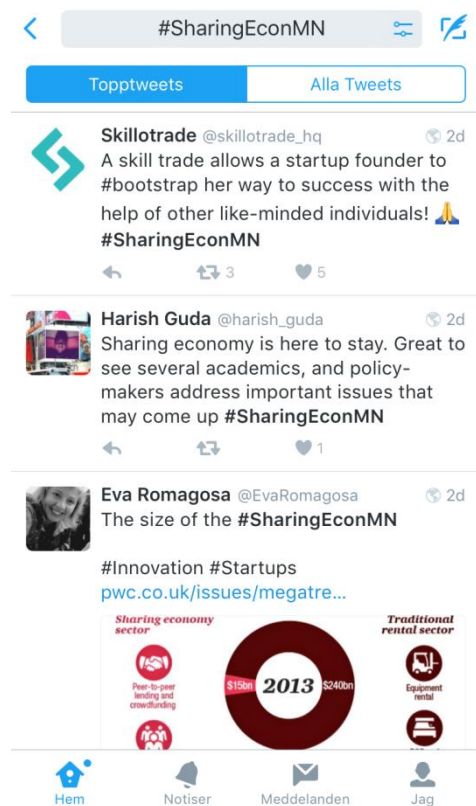 #SharingEconMN
Topptweets
Alla Tweets
Skillotrade @skillotrade_hq 2d
A skill trade allows a startup founder to
#bootstrap her way to success with the
help of other like-minded individuals! 🙏
#SharingEconMN
3 5
Harish Guda @harish_guda 2d
Sharing economy is here to stay. Great to
see several academics, and policy-
makers address important issues that
may come up #SharingEconMN
1
Eva Romagosa @EvaRomagosa 2d
The size of the #SharingEconMN
#Innovation #Startups
pwc.co.uk/issues/megatre...
Sharing economy
sector
Peer-to-peer
lending and
crowdfunding
$15bn 2013 $240bn
Traditional
rental sector
Equipment
rental
Hem
Notiser
Meddelanden
Jag